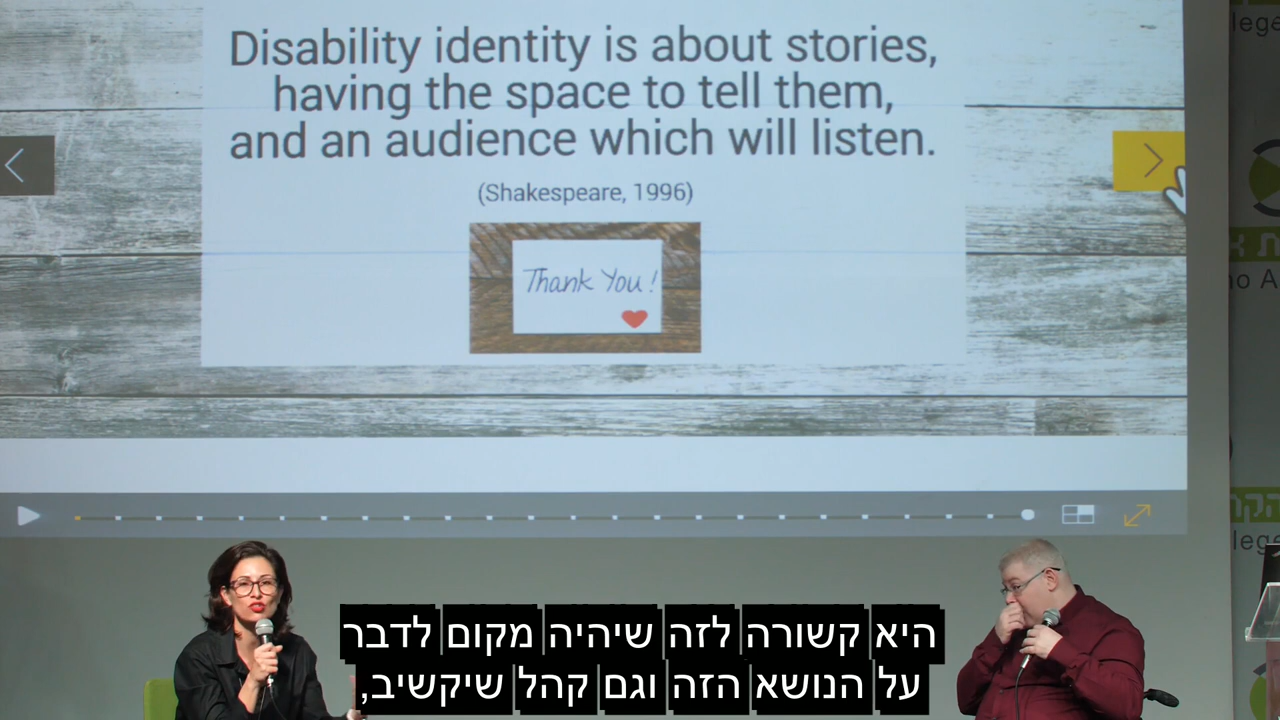 Disability identity is about stories,
having the space to tell them,
and an audience which will listen.
(Shakespeare, 1996)
Thank You!
היא קשורה לזה שיהיה מקום לדבר
על הנושא הזה וגם קהל שיקשיב,